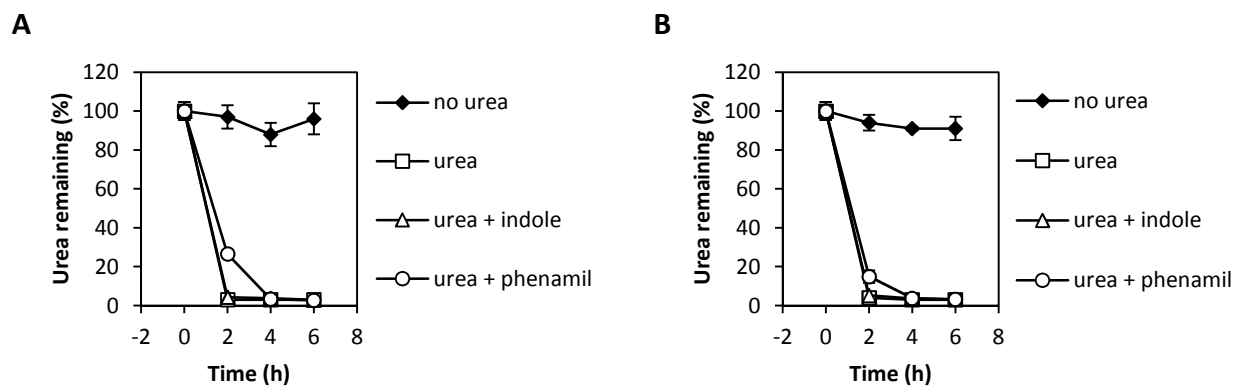 A
Urea remaining (%)
120
100
80
60
40
20
0
-2 0 2 4 6 8
Time (h)
no urea
urea
urea + indole
urea + phenamil
B
Urea remaining (%)
120
100
80
60
40
20
0
-2 0 2 4 6 8
Time (h)
no urea
urea
urea + indole
urea + phenamil